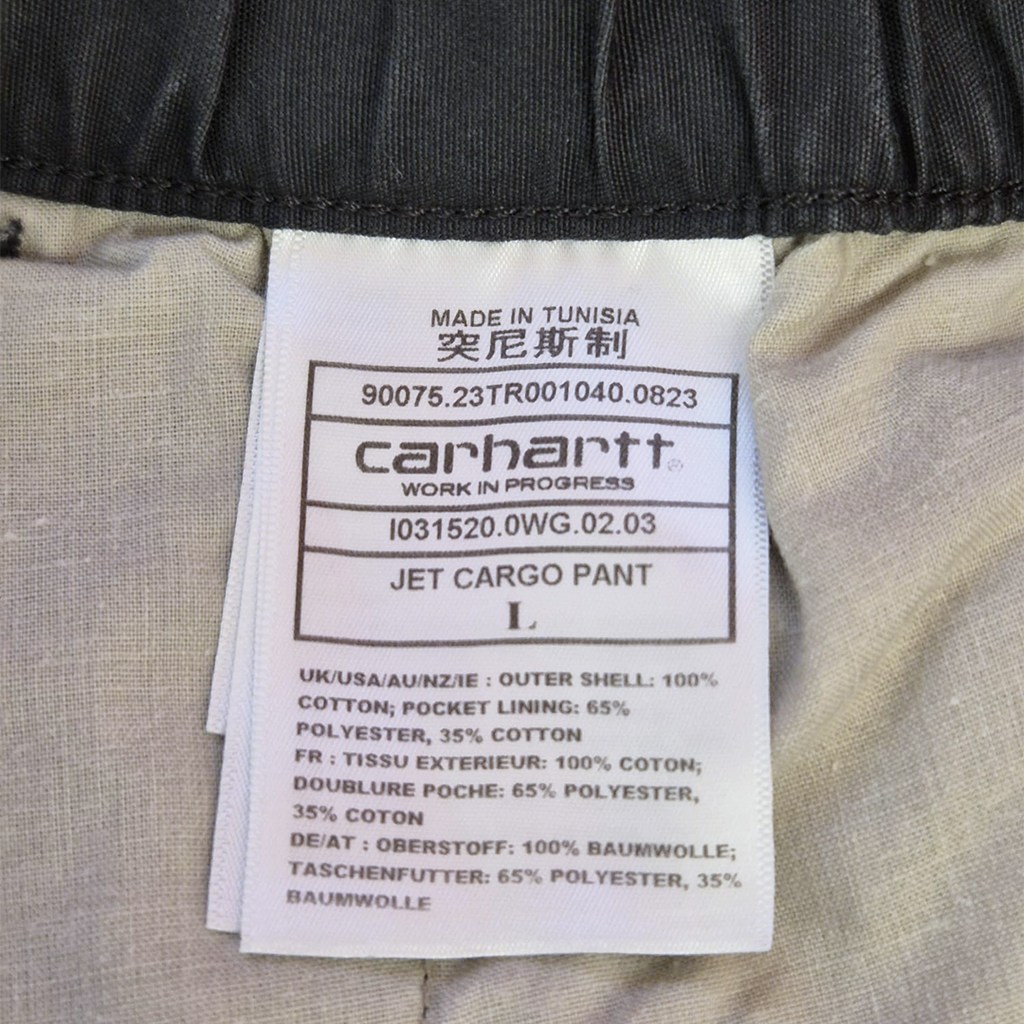 MADE IN TUNISIA
突尼斯制
90075.23TR001040.0823
carhartt®
WORK IN PROGRESS
I031520.0WG.02.03
JET CARGO PANT
L
UK/USA/AU/NZ/IE : OUTER SHELL: 100%
COTTON; POCKET LINING: 65%
POLYESTER, 35% COTTON
FR : TISSU EXTERIEUR: 100% COTON;
DOUBLURE POCHE: 65% POLYESTER,
35% COTON
DE/AT : OBERSTOFF: 100% BAUMWOLLE;
TASCHENFUTTER: 65% POLYESTER, 35%
BAUMWOLLE